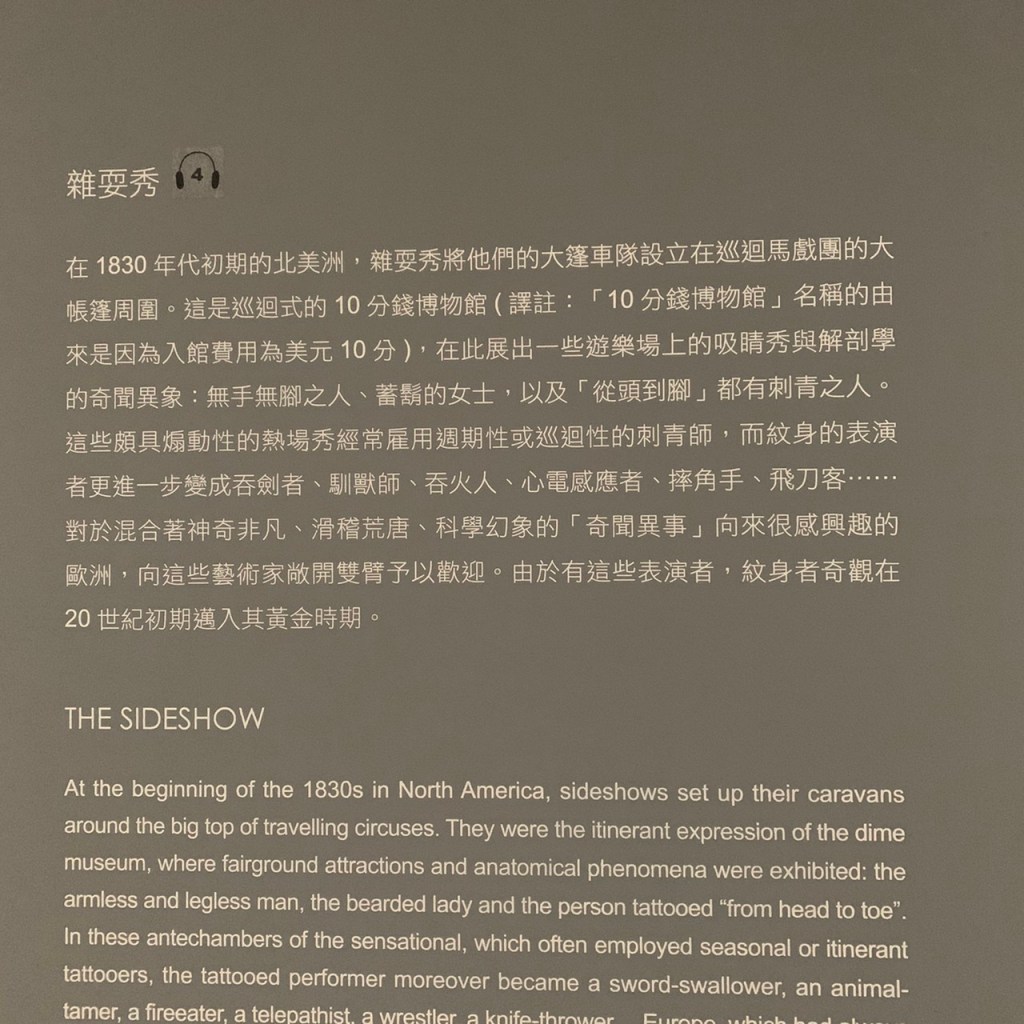 雜耍秀 4
在 1830 年代初期的北美洲，雜耍秀將他們的大篷車隊設立在巡迴馬戲團的大
帳篷周圍。這是巡迴式的 10 分錢博物館 ( 譯註：「10 分錢博物館」名稱的由
來是因為入館費用為美元 10 分 )，在此展出一些遊樂場上的吸睛秀與解剖學
的奇聞異象：無手無腳之人、蓄鬍的女士，以及「從頭到腳」都有刺青之人。
這些頗具煽動性的熱場秀經常雇用週期性或巡迴性的刺青師，而紋身的表演
者更進一步變成吞劍者、馴獸師、吞火人、心電感應者、摔角手、飛刀客……
對於混合著神奇非凡、滑稽荒唐、科學幻象的「奇聞異事」向來很感興趣的
歐洲，向這些藝術家敞開雙臂予以歡迎。由於有這些表演者，紋身者奇觀在
20 世紀初期邁入其黃金時期。
THE SIDESHOW
At the beginning of the 1830s in North America, sideshows set up their caravans
around the big top of travelling circuses. They were the itinerant expression of the dime
museum, where fairground attractions and anatomical phenomena were exhibited: the
armless and legless man, the bearded lady and the person tattooed “from head to toe”.
In these antechambers of the sensational, which often employed seasonal or itinerant
tattooers, the tattooed performer moreover became a sword-swallower, an animal-
tamer, a fireeater, a telepathist, a wrestler, a knife-thrower… Europe, which had always